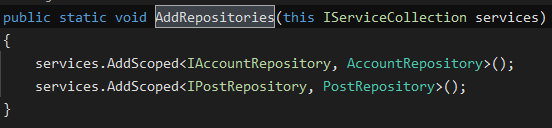 public static void AddRepositories(this IServiceCollection services)
{
services.AddScoped<IAccountRepository, AccountRepository>();
services.AddScoped<IPostRepository, PostRepository>();
}